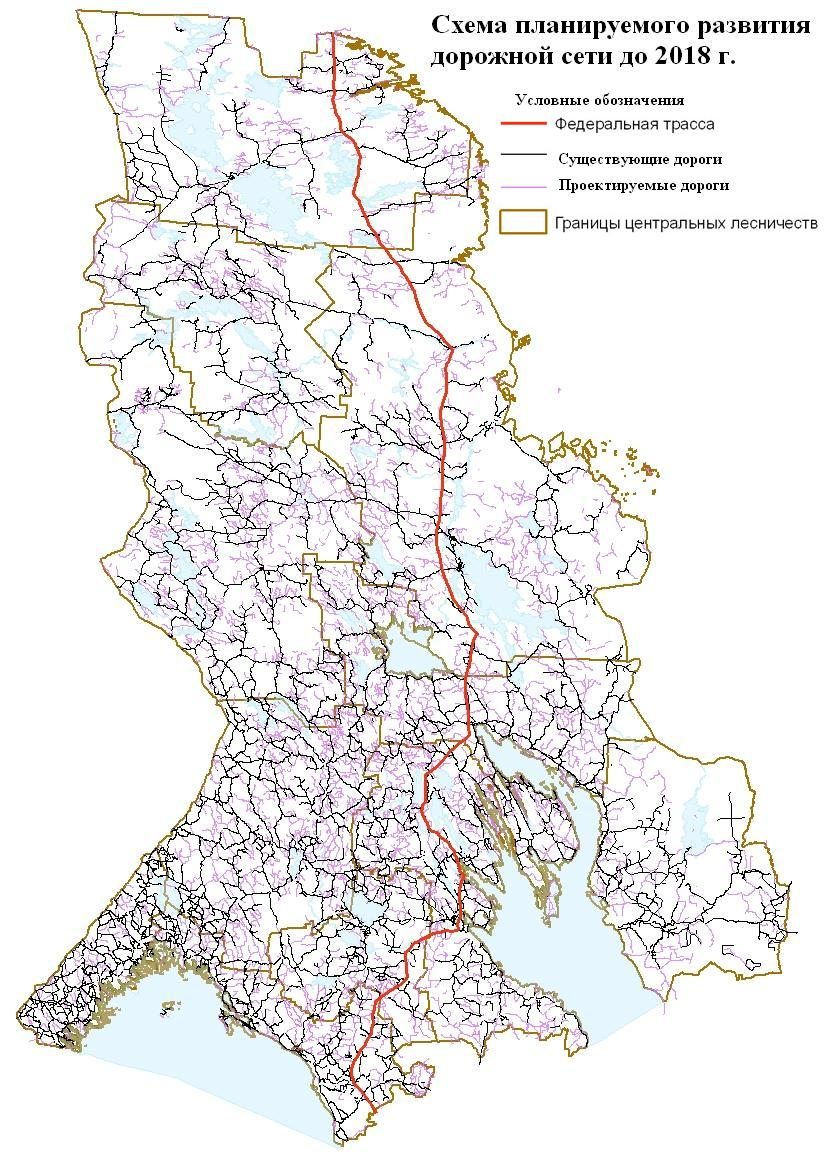 Схема планируемого развития
дорожной сети до 2018 г.
Условные обозначения
Федеральная трасса
Существующие дороги
Проектируемые дороги
Границы центральных лесничеств